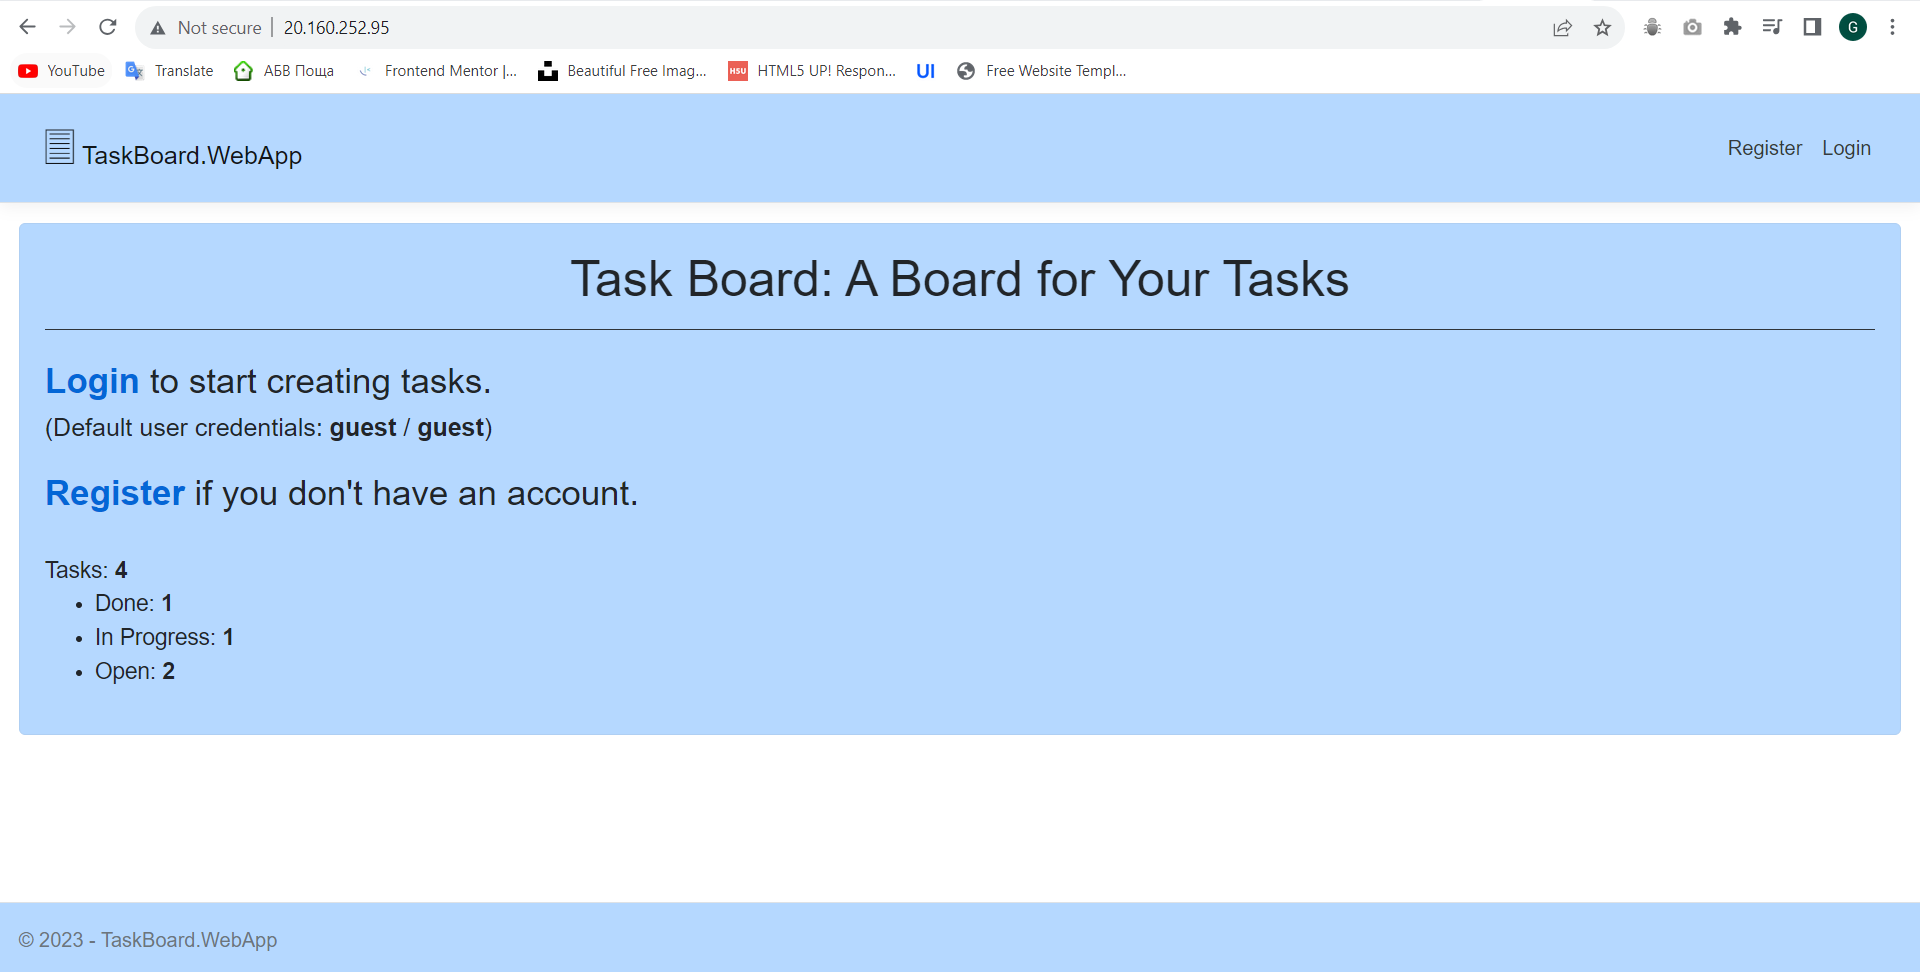 Not secure | 20.160.252.95
G
YouTube Translate АБВ Поща Frontend Mentor |... Beautiful Free Imag... HSU HTML5 UP! Respon... UI Free Website Templ...
TaskBoard.WebApp Register Login
Task Board: A Board for Your Tasks
Login to start creating tasks.
(Default user credentials: guest / guest)
Register if you don't have an account.
Tasks: 4
• Done: 1
• In Progress: 1
• Open: 2
© 2023 - TaskBoard.WebApp